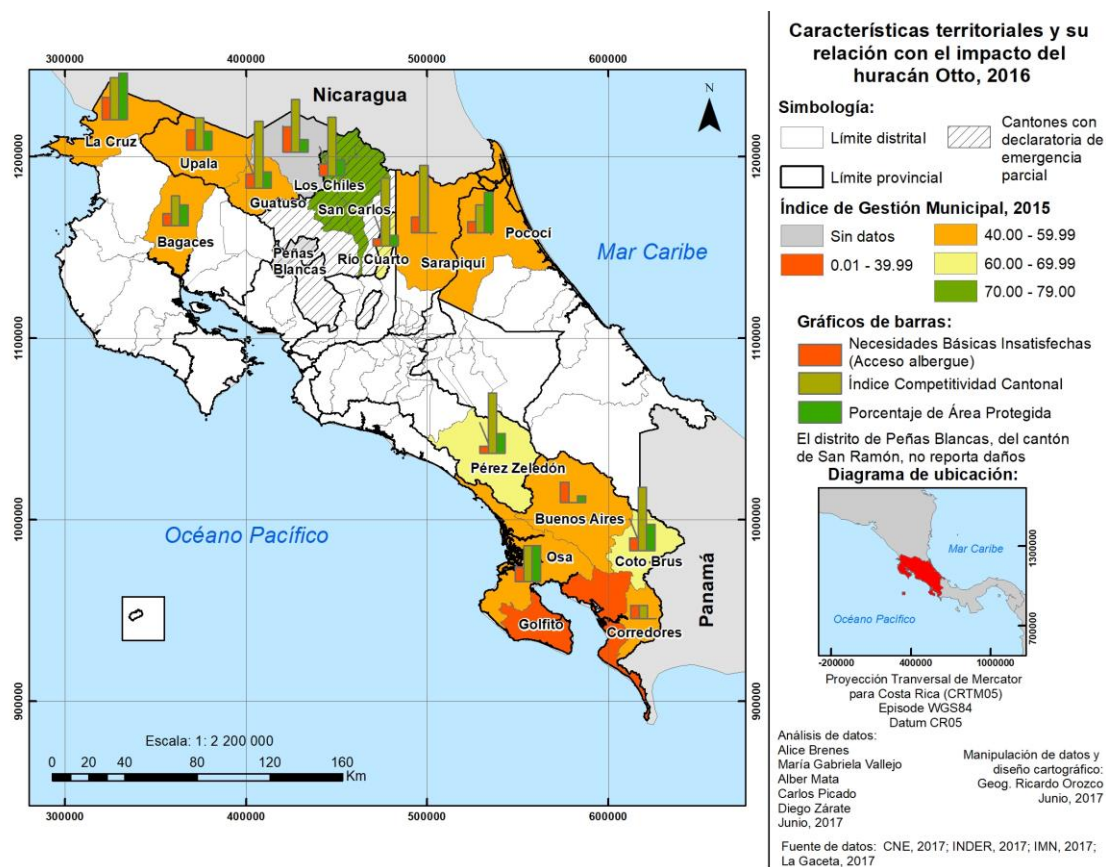 300000 400000 500000 600000
1200000
1100000
1000000
900000
Nicaragua
La Cruz
Upala
Los Chiles
Guatuso
San Carlos
Bagaces
Pococí
Río Cuarto
Sarapiquí
Peñas
Blancas
Mar Caribe
Pérez Zeledón
Buenos Aires
Océano Pacífico
Osa
Coto Brus
Golfito
Corredores
Panamá
Escala: 1: 2 200 000
0 20 40 80 120 160
Km
300000 400000 500000 600000
1200000
1100000
1000000
900000
N
Características territoriales y su
relación con el impacto del
huracán Otto, 2016
Simbología:
Límite distrital
Límite provincial
Cantones con
declaratoria de
emergencia
parcial
Índice de Gestión Municipal, 2015
Sin datos
0.01 - 39.99
40.00 - 59.99
60.00 - 69.99
70.00 - 79.00
Gráficos de barras:
Necesidades Básicas Insatisfechas
(Acceso albergue)
Índice Competividad Cantonal
Porcentaje de Área Protegida
El distrito de Peñas Blancas, del cantón
de San Ramón, no reporta daños
Diagrama de ubicación:
Mar Caribe
Océano Pacífico
1300000
700000
-200000 400000 1000000
Proyección Tranversal de Mercator
para Costa Rica (CRTM05)
Episode WGS84
Datum CR05
Análisis de datos:
Alice Brenes
María Gabriela Vallejo
Alber Mata
Carlos Picado
Diego Zárate
Junio, 2017
Manipulación de datos y
diseño cartográfico:
Geog. Ricardo Orozco
Junio, 2017
Fuente de datos: CNE, 2017; INDER, 2017; IMN, 2017;
La Gaceta, 2017